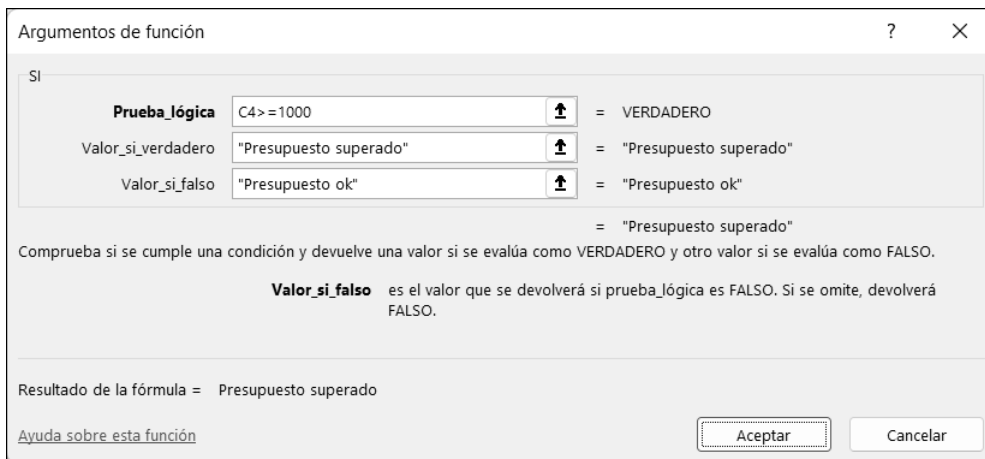 Argumentos de función ? ×
SI
Prueba_lógica C4>=1000 = VERDADERO
Valor_si_verdadero "Presupuesto superado" = "Presupuesto superado"
Valor_si_falso "Presupuesto ok" = "Presupuesto ok"
= "Presupuesto superado"
Comprueba si se cumple una condición y devuelve una valor si se evalúa como VERDADERO y otro valor si se evalúa como FALSO.
Valor_si_falso es el valor que se devolverá si prueba_lógica es FALSO. Si se omite, devolverá
FALSO.
Resultado de la fórmula = Presupuesto superado
Ayuda sobre esta función Aceptar Cancelar